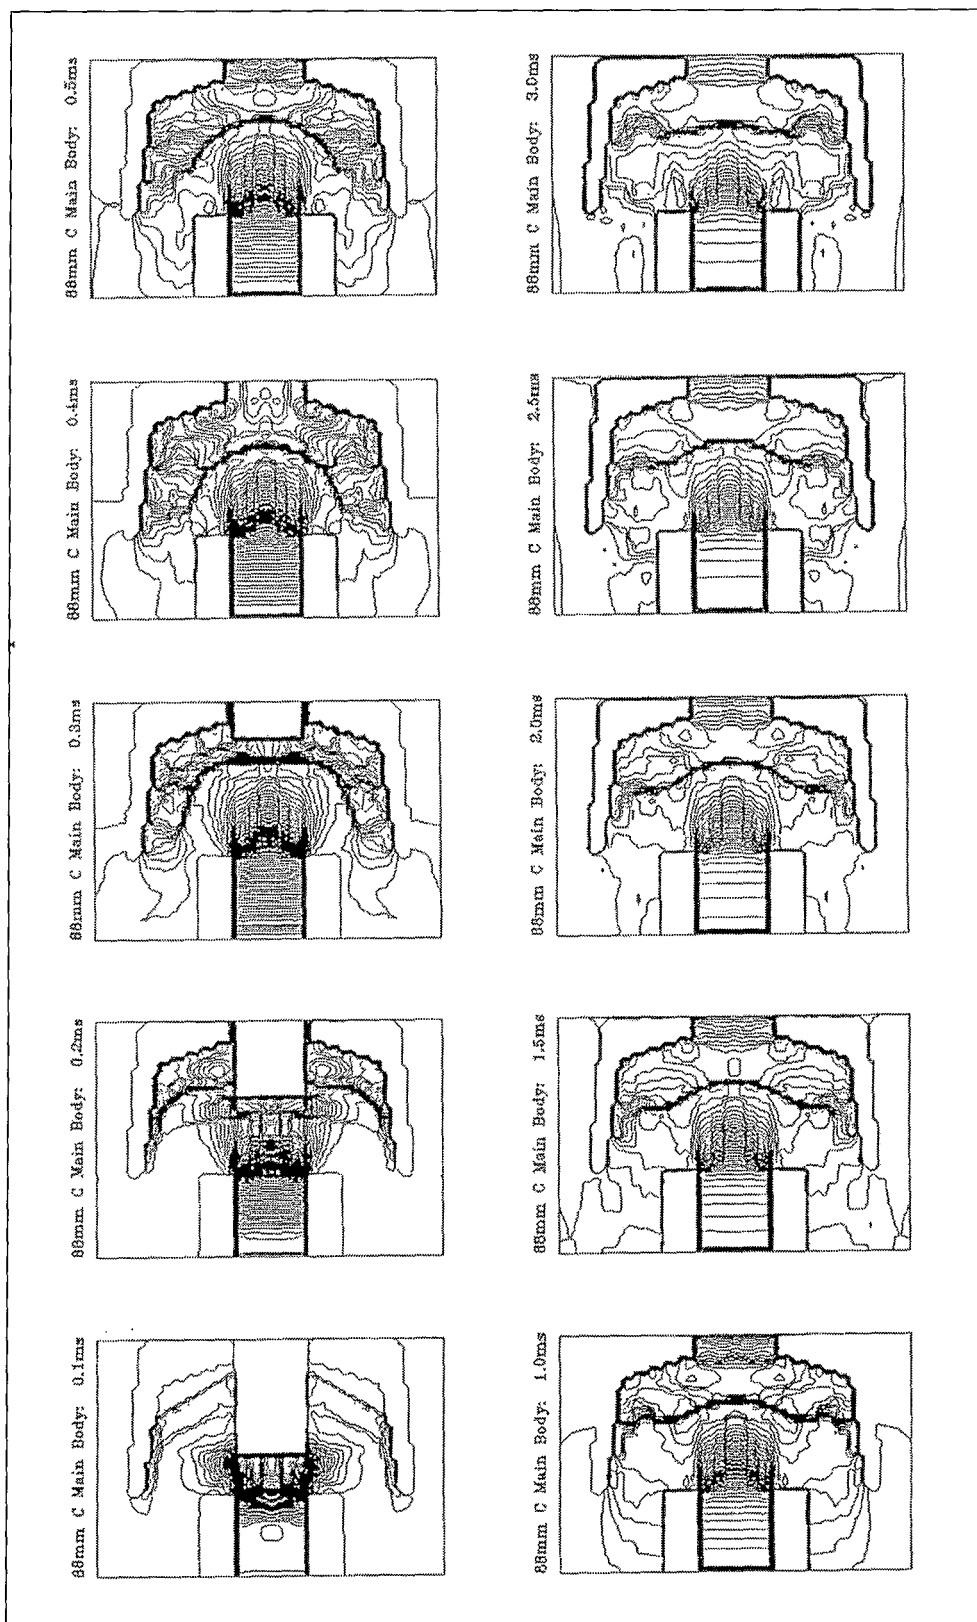 88mm C Main Body: 0.1ms
88mm C Main Body: 0.2ms
88mm C Main Body: 0.3ms
88mm C Main Body: 0.4ms
88mm C Main Body: 0.5ms
88mm C Main Body: 1.0ms
88mm C Main Body: 1.5ms
88mm C Main Body: 2.0ms
88mm C Main Body: 2.5ms
88mm C Main Body: 3.0ms